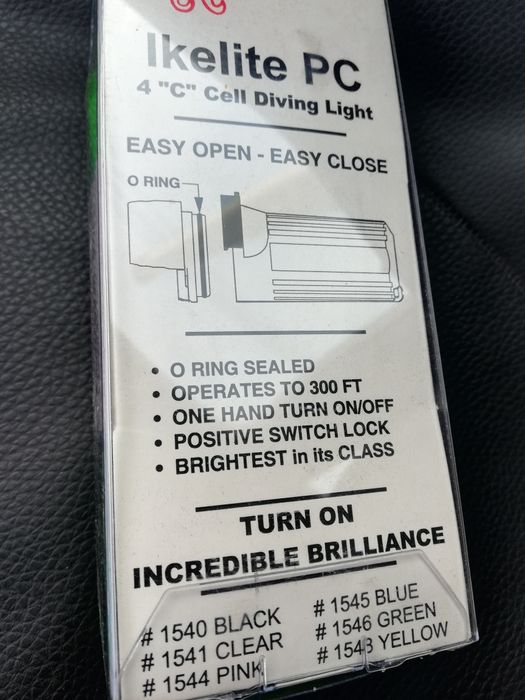 Ikelite PC
4 "C" Cell Diving Light
EASY OPEN - EASY CLOSE
O RING
• O RING SEALED
• OPERATES TO 300 FT
• ONE HAND TURN ON/OFF
• POSITIVE SWITCH LOCK
• BRIGHTEST in its CLASS
TURN ON
INCREDIBLE BRILLIANCE
# 1540 BLACK
# 1541 CLEAR
# 1544 PINK
# 1545 BLUE
# 1546 GREEN
# 1548 YELLOW